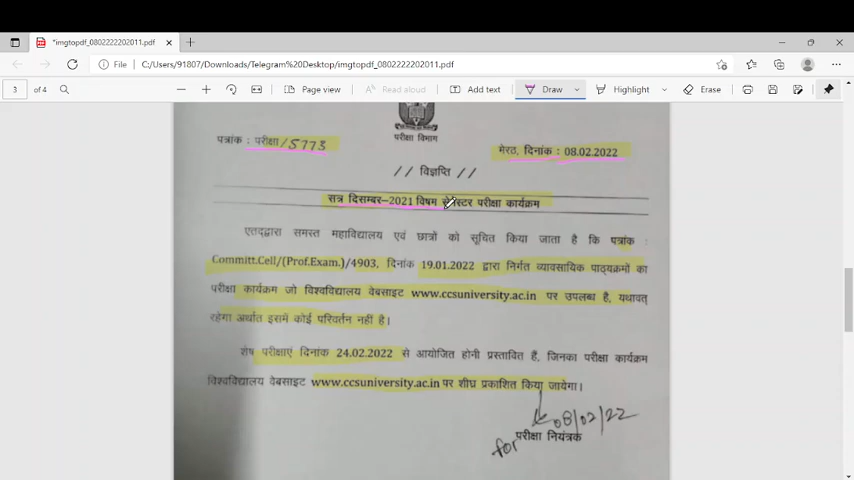 *imgtopdf_0802222202011.pdf
File | C:/Users/91807/Downloads/Telegram%20Desktop/imgtopdf_0802222202011.pdf
3 of 4
Page view
Read aloud
Add text
Draw
Highlight
Erase
परीक्षा विभाग
पत्रांक : परीक्षा/5773
मेरठ, दिनांक : 08.02.2022
// विज्ञप्ति //
सत्र दिसम्बर–2021 विषम सेमेस्टर परीक्षा कार्यक्रम
एतद्द्वारा समस्त महाविद्यालय एवं छात्रो को सूचित किया जाता है कि पत्रांक :
Committ.Cell/(Prof.Exam.)/4903, दिनांक 19.01.2022 द्वारा निर्गत व्यावसायिक पाठ्यक्रमों का
परीक्षा कार्यक्रम जो विश्वविद्यालय वेबसाइट www.ccsuniversity.ac.in पर उपलब्ध है, यथावत्
रहेगा अर्थात इसमें कोई परिवर्तन नहीं है।
शेष परीक्षाएं दिनांक 24.02.2022 से आयोजित होनी प्रस्तावित हैं, जिनका परीक्षा कार्यक्रम
विश्वविद्यालय वेबसाइट www.ccsuniversity.ac.in पर शीघ्र प्रकाशित किया जायेगा।
08/02/22
for परीक्षा नियंत्रक